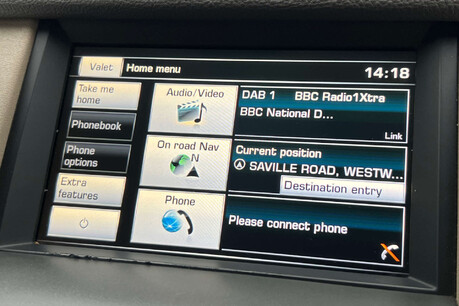 Valet
Home menu
14:18
Take me
home
Phonebook
Phone
options
Extra
features
Audio/Video
On road Nav
N
Phone
DAB 1 BBC Radio1Xtra
BBC National D...
Link
Current position
SAVILLE ROAD, WESTW...
Destination entry
Please connect phone